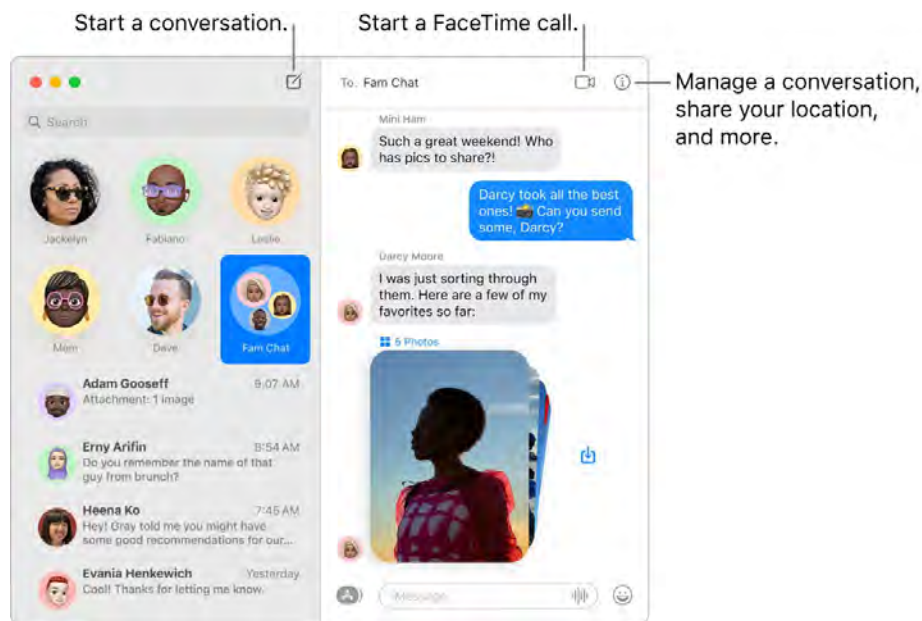 Start a conversation.
Start a FaceTime call.
Manage a conversation,
share your location,
and more.
Search
Jackelyn
Fabiano
Leslie
Mom
Dave
Fam Chat
Adam Gooseff 9:07 AM
Attachment: 1 image
Erny Arifin 8:54 AM
Do you remember the name of that
guy from brunch?
Heena Ko 7:45 AM
Hey! Gray told me you might have
some good recommendations for our...
Evania Henkewich Yesterday
Cool! Thanks for letting me know.
To: Fam Chat
Mini Ham
Such a great weekend! Who
has pics to share?!
Darcy took all the best
ones! 📸 Can you send
some, Darcy?
Darcy Moore
I was just sorting through
them. Here are a few of my
favorites so far:
5 Photos
Message